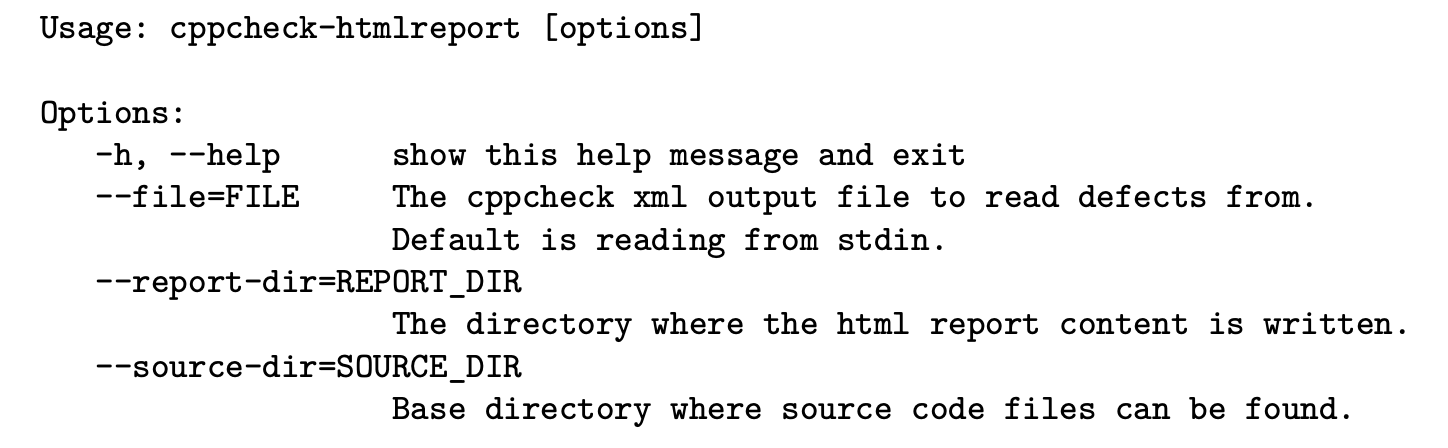 Usage: cppcheck-htmlreport [options]

Options:
   -h, --help      show this help message and exit
   --file=FILE     The cppcheck xml output file to read defects from.
                   Default is reading from stdin.
   --report-dir=REPORT_DIR
                   The directory where the html report content is written.
   --source-dir=SOURCE_DIR
                   Base directory where source code files can be found.